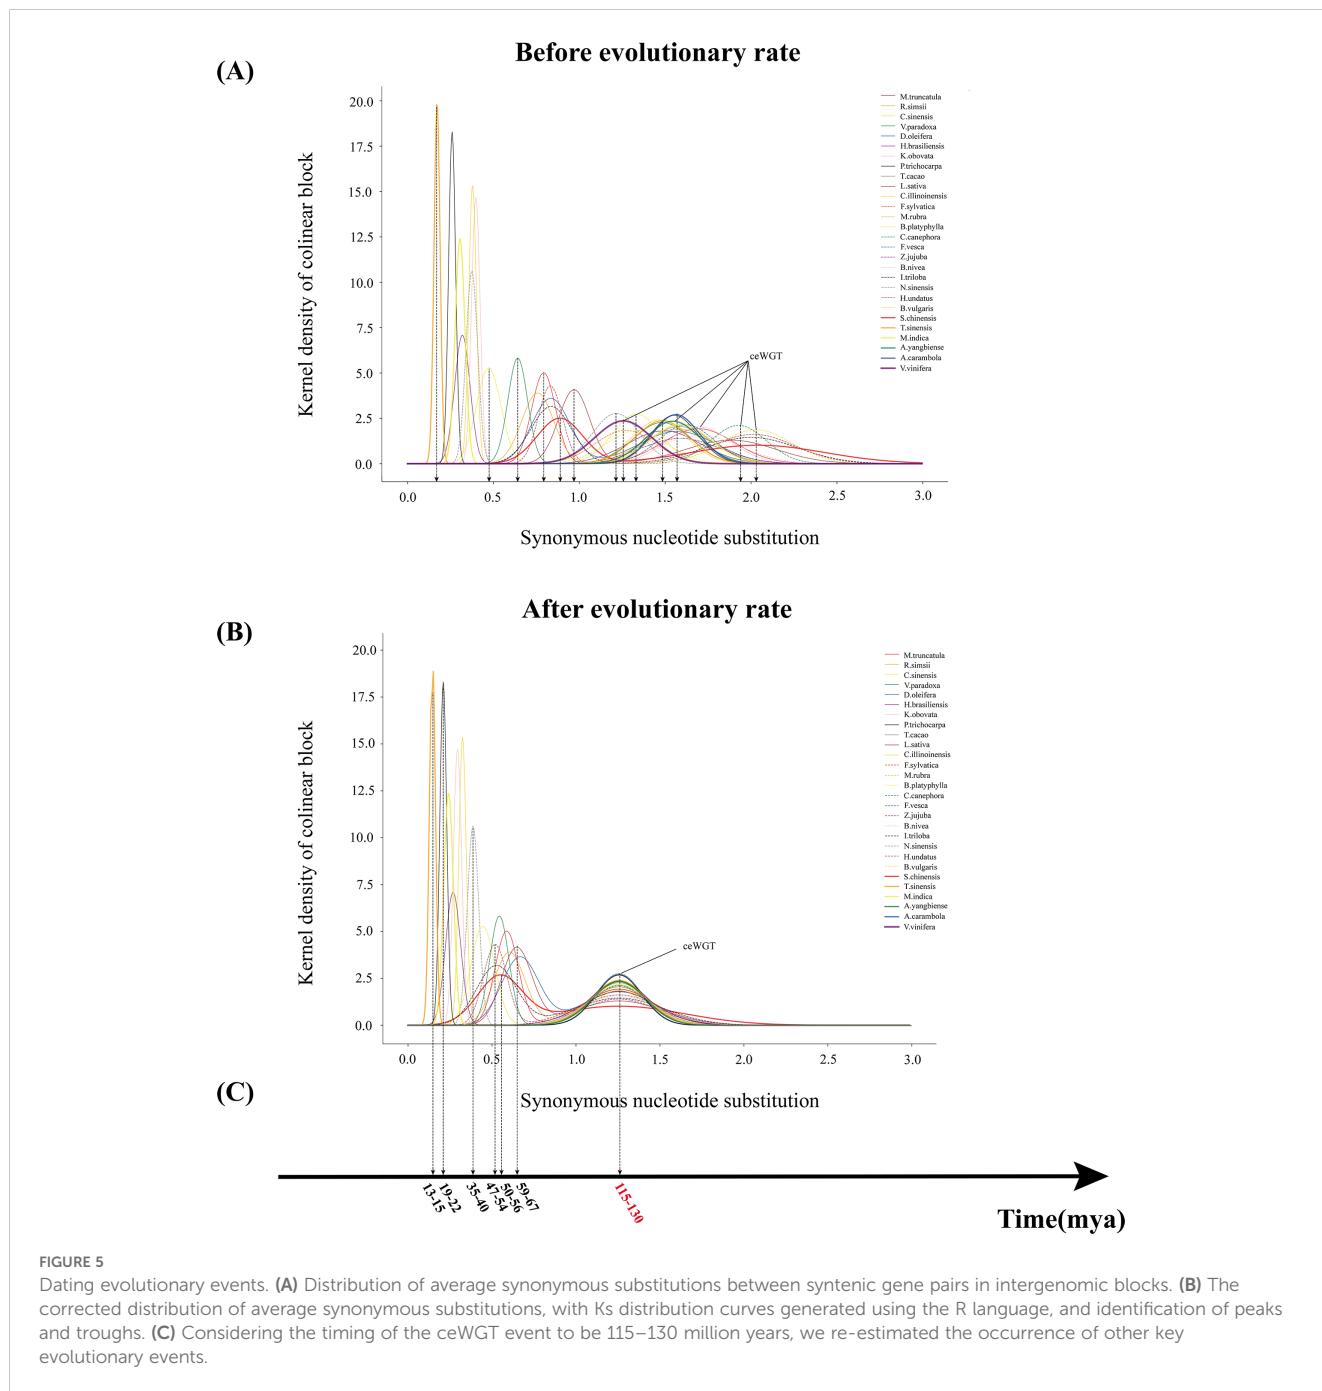 Before evolutionary rate
(A)
Kernel density of colinear block
20.0
17.5
15.0
12.5
10.0
7.5
5.0
2.5
0.0
ceWGT
M.truncatula
R.simsii
C.sinensis
V.paradoxa
D.oleifera
H.brasiliensis
K.obovata
P.trichocarpa
T.cacao
L.sativa
C.illinoinensis
F.sylvatica
M.rubra
B.platyphylla
C.canephora
F.vesca
Z.jujuba
B.nivea
I.triloba
N.sinensis
H.undatus
B.vulgaris
S.chinensis
T.sinensis
M.indica
A.yangbiense
A.carambola
V.vinifera
0.0 0.5 1.0 1.5 2.0 2.5 3.0
Synonymous nucleotide substitution
After evolutionary rate
(B)
Kernel density of colinear block
20.0
17.5
15.0
12.5
10.0
7.5
5.0
2.5
0.0
ceWGT
M.truncatula
R.simsii
C.sinensis
V.paradoxa
D.oleifera
H.brasiliensis
K.obovata
P.trichocarpa
T.cacao
L.sativa
C.illinoinensis
F.sylvatica
M.rubra
B.platyphylla
C.canephora
F.vesca
Z.jujuba
B.nivea
I.triloba
N.sinensis
H.undatus
B.vulgaris
S.chinensis
T.sinensis
M.indica
A.yangbiense
A.carambola
V.vinifera
0.0 0.5 1.0 1.5 2.0 2.5 3.0
(C)
Synonymous nucleotide substitution
13-15
19-22
35-40
47-54
50-56
59-67
115-130
Time(mya)
FIGURE 5
Dating evolutionary events. (A) Distribution of average synonymous substitutions between syntenic gene pairs in intergenomic blocks. (B) The
corrected distribution of average synonymous substitutions, with Ks distribution curves generated using the R language, and identification of peaks
and troughs. (C) Considering the timing of the ceWGT event to be 115–130 million years, we re-estimated the occurrence of other key
evolutionary events.